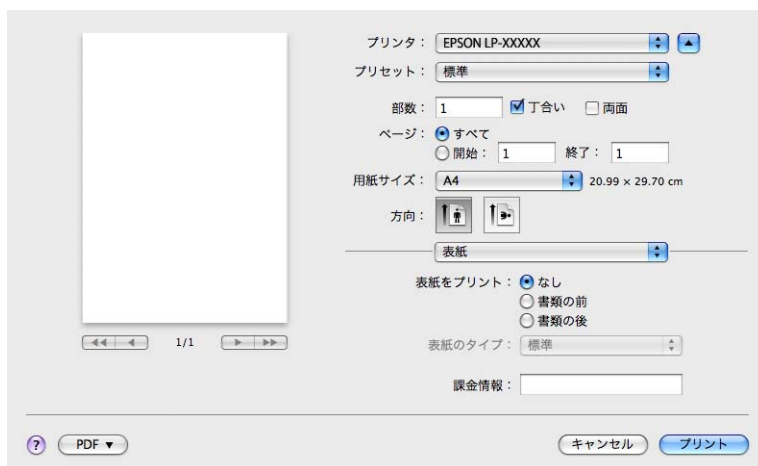 プリンタ： EPSON LP-XXXXX
プリセット： 標準
部数： 1 丁合い 両面
ページ： すべて
開始： 1 終了： 1
用紙サイズ： A4 20.99 × 29.70 cm
方向：
表紙
表紙をプリント： なし
書類の前
書類の後
1/1
表紙のタイプ： 標準
課金情報：
? PDF ▼ キャンセル プリント